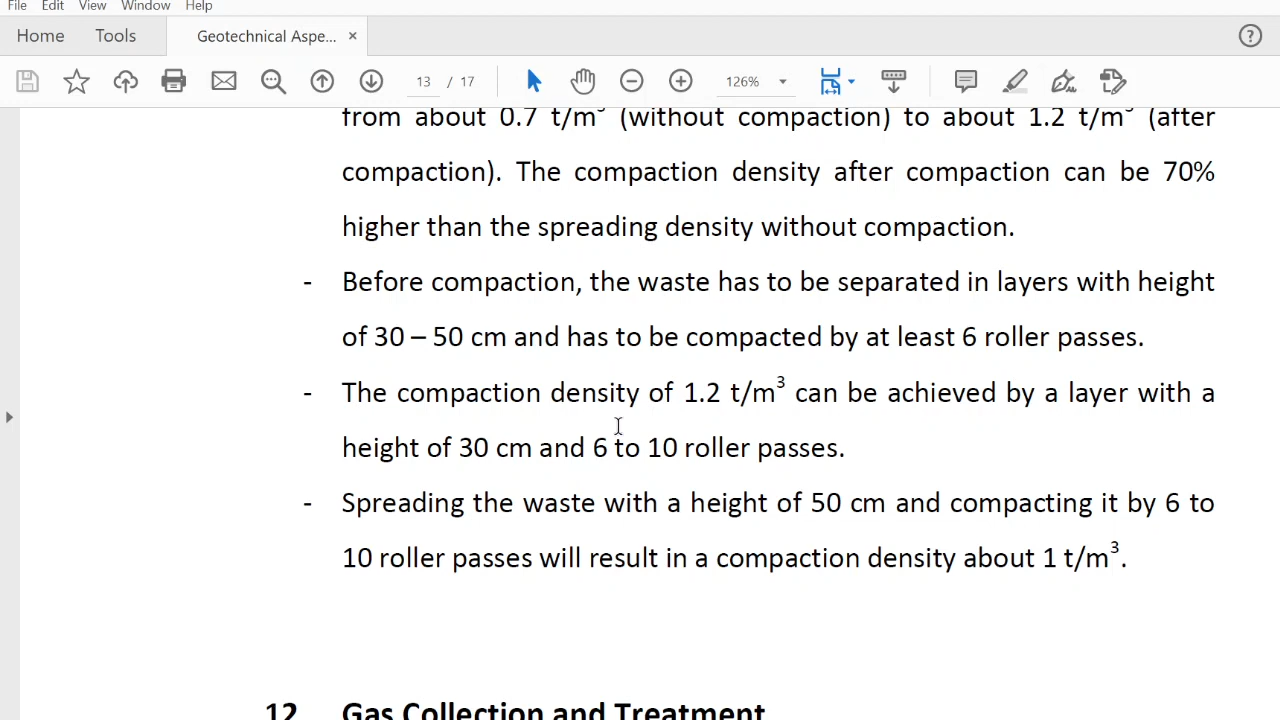 File Edit View Window Help
Home Tools Geotechnical Aspe... ×
13 / 17 126%
from about 0.7 t/m³ (without compaction) to about 1.2 t/m³ (after
compaction). The compaction density after compaction can be 70%
higher than the spreading density without compaction.
- Before compaction, the waste has to be separated in layers with height
of 30 – 50 cm and has to be compacted by at least 6 roller passes.
- The compaction density of 1.2 t/m³ can be achieved by a layer with a
height of 30 cm and 6 to 10 roller passes.
- Spreading the waste with a height of 50 cm and compacting it by 6 to
10 roller passes will result in a compaction density about 1 t/m³.
12 Gas Collection and Treatment